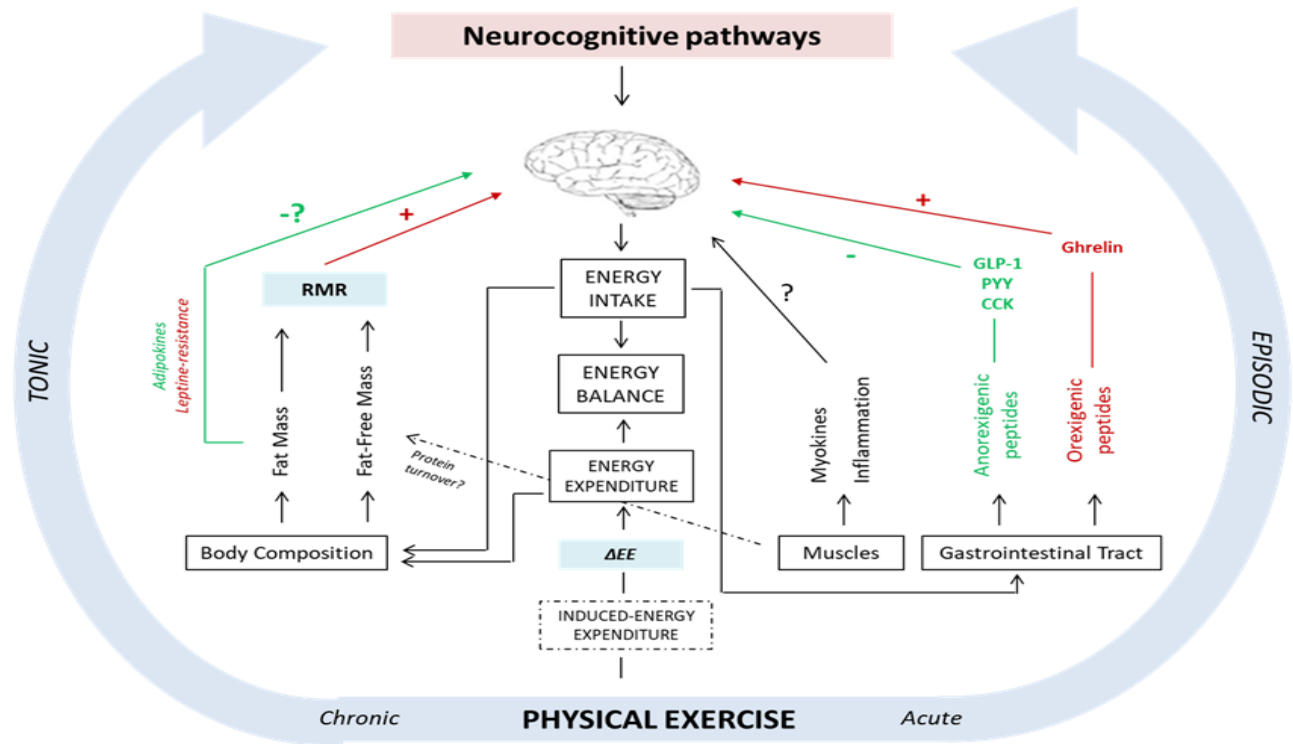 Neurocognitive pathways
TONIC
EPISODIC
-?
+
+
-
?
RMR
Adipokines
Leptine-resistance
Fat Mass
Fat-Free Mass
Body Composition
Protein
turnover?
ENERGY
INTAKE
ENERGY
BALANCE
ENERGY
EXPENDITURE
ΔEE
INDUCED-ENERGY
EXPENDITURE
Myokines
Inflammation
Muscles
GLP-1
PYY
CCK
Ghrelin
Anorexigenic
peptides
Orexigenic
peptides
Gastrointestinal Tract
Chronic
PHYSICAL EXERCISE
Acute